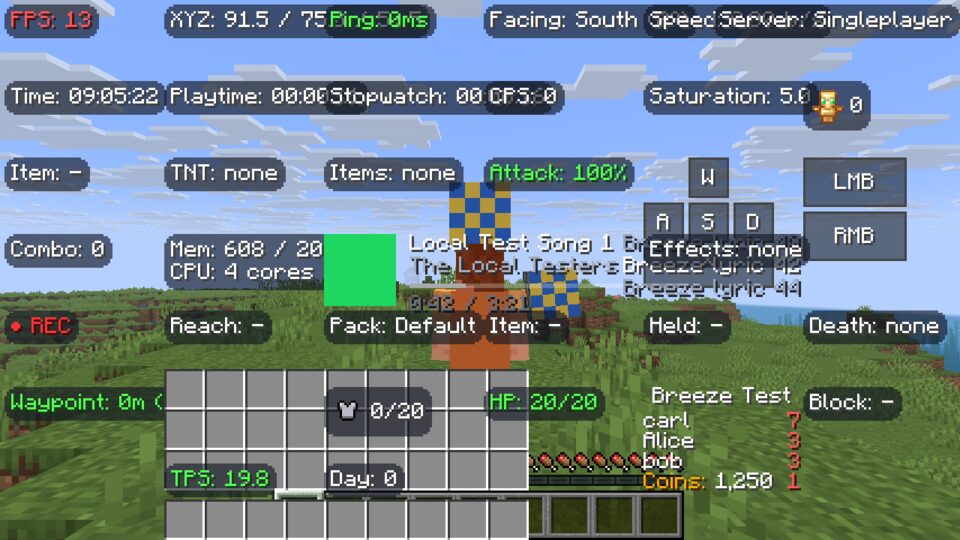 FPS: 13
XYZ: 91.5 / 75
Ping: 0ms
Facing: South
Speed
Server: Singleplayer
Time: 09:05:22
Playtime: 00:00
Stopwatch: 00
CPS: 0
Saturation: 5.0
0
Item: -
TNT: none
Items: none
Attack: 100%
W
LMB
A S D
RMB
Combo: 0
Mem: 608 / 20
CPU: 4 cores
Local Test Song 1
The Local Testers
0:42 / 3:21
Effects: none
Breeze lyric 42
Breeze lyric 44
● REC
Reach: -
Pack: Default
Item: -
Held: -
Death: none
Waypoint: 0m (
0/20
HP: 20/20
Breeze Test
carl 7
Alice 3
bob 3
Coins: 1,250 1
Block: -
TPS: 19.8
Day: 0